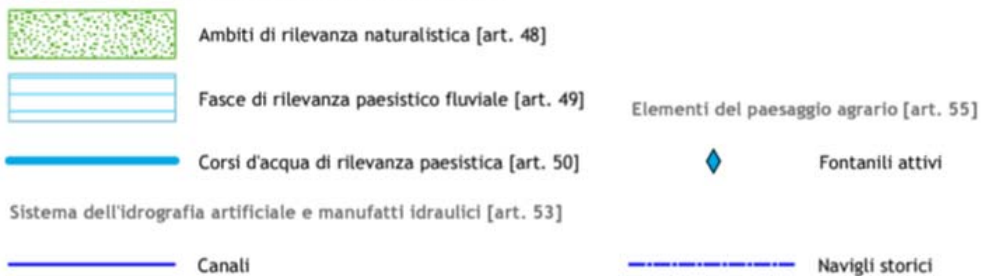 Ambiti di rilevanza naturalistica [art. 48]
Fasce di rilevanza paesistico fluviale [art. 49]
Elementi del paesaggio agrario [art. 55]
Corsi d'acqua di rilevanza paesistica [art. 50]
Fontanili attivi
Sistema dell'idrografia artificiale e manufatti idraulici [art. 53]
Canali
Navigli storici